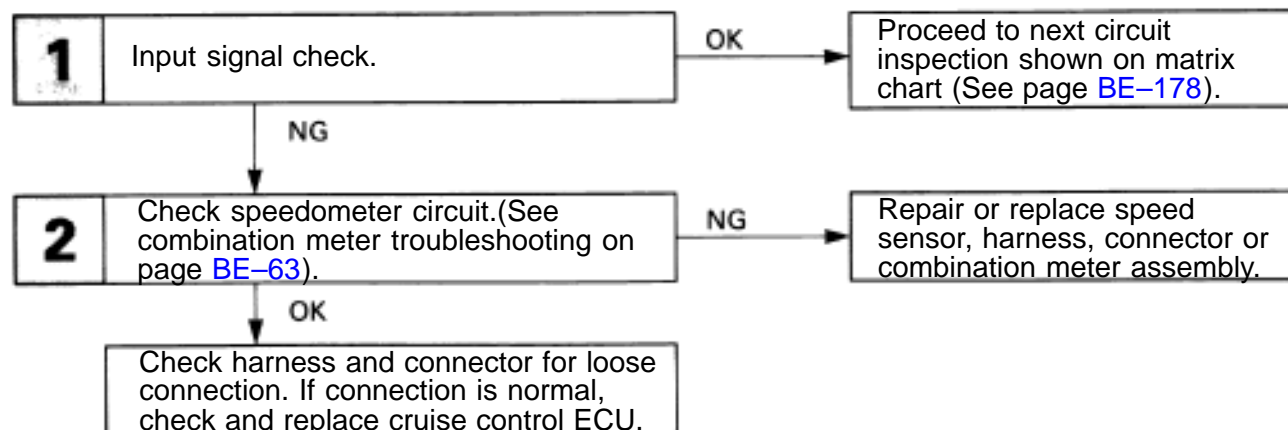 1
Input signal check.
OK
Proceed to next circuit
inspection shown on matrix
chart (See page BE–178).
NG
2
Check speedometer circuit.(See
combination meter troubleshooting on
page BE–63).
NG
Repair or replace speed
sensor, harness, connector or
combination meter assembly.
OK
Check harness and connector for loose
connection. If connection is normal,
check and replace cruise control ECU.